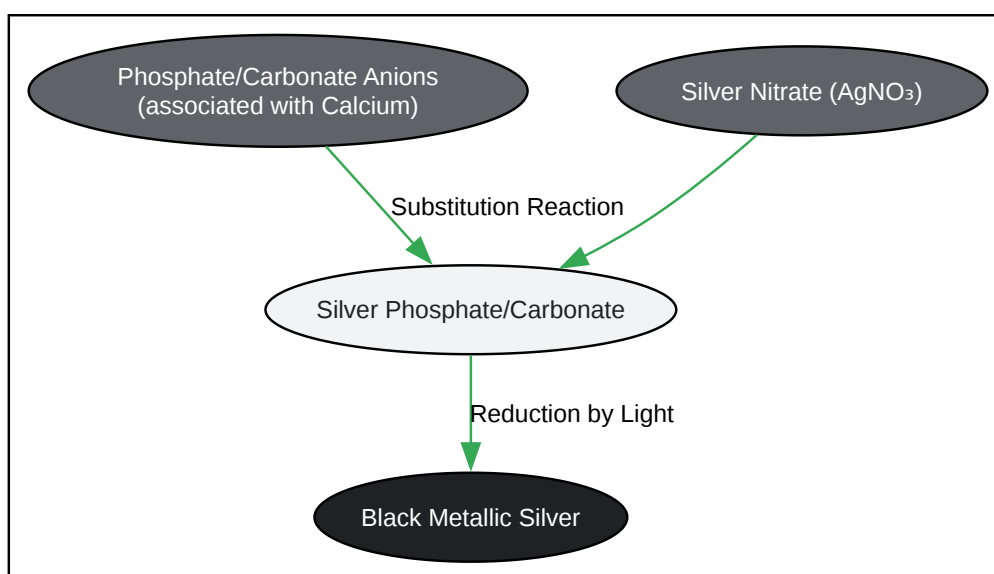 Phosphate/Carbonate Anions
(associated with Calcium)
Silver Nitrate (AgNO₃)
Substitution Reaction
Silver Phosphate/Carbonate
Reduction by Light
Black Metallic Silver